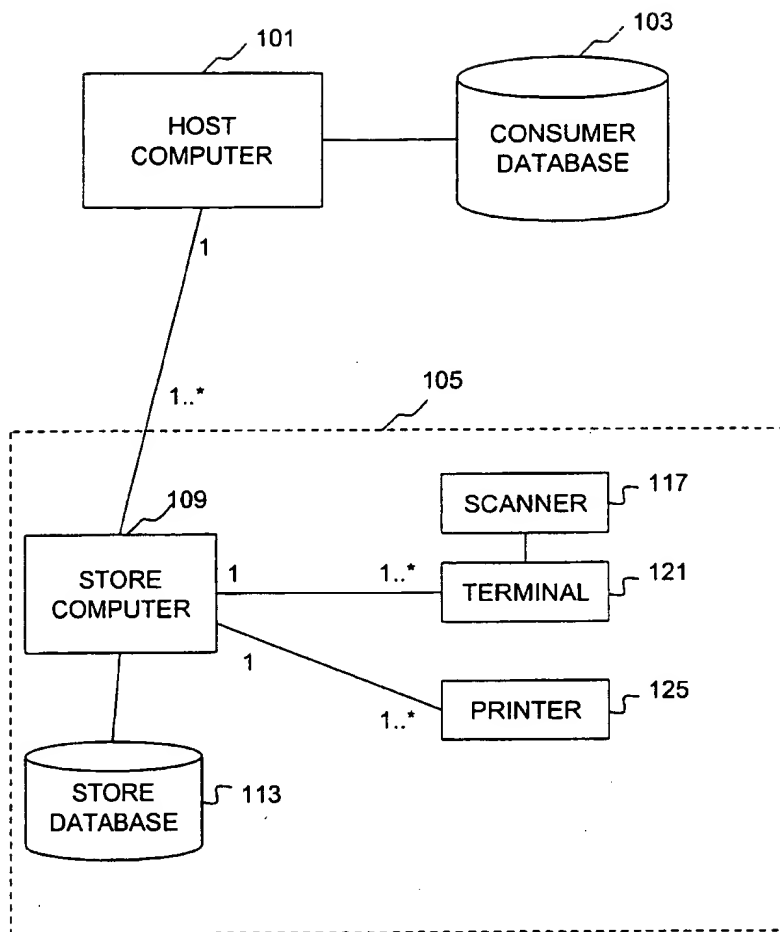 101
103
HOST
COMPUTER
CONSUMER
DATABASE
1
1..*
105
109
SCANNER
117
STORE
COMPUTER
1
1..*
TERMINAL
121
1
1..*
PRINTER
125
STORE
DATABASE
113